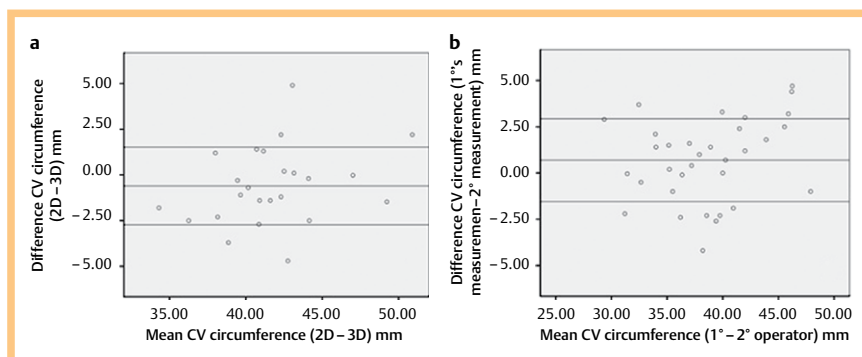 a
Difference CV circumference
(2D – 3D) mm
5.00
2.50
0.00
– 2.50
– 5.00
35.00 40.00 45.00 50.00
Mean CV circumference (2D – 3D) mm
b
Difference CV circumference (1°'s
measuremen– 2° measurement) mm
5.00
2.50
0.00
– 2.50
– 5.00
25.00 30.00 35.00 40.00 45.00 50.00
Mean CV circumference (1° – 2° operator) mm